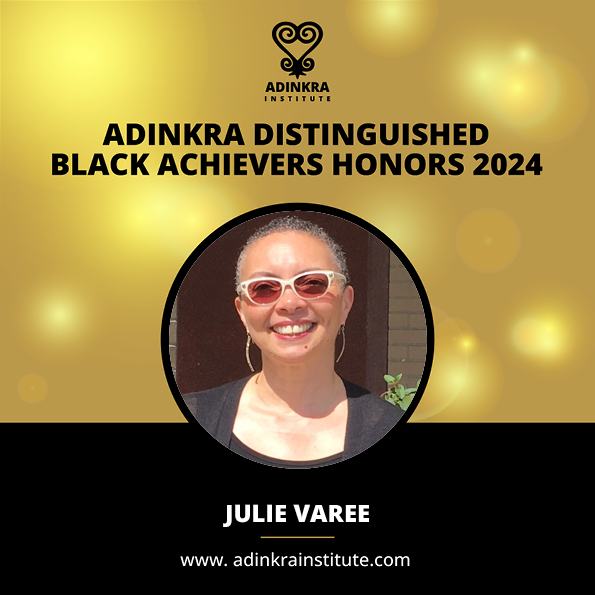 ADINKRA
INSTITUTE
ADINKRA DISTINGUISHED
BLACK ACHIEVERS HONORS 2024
JULIE VAREE
www. adinkrainstitute.com